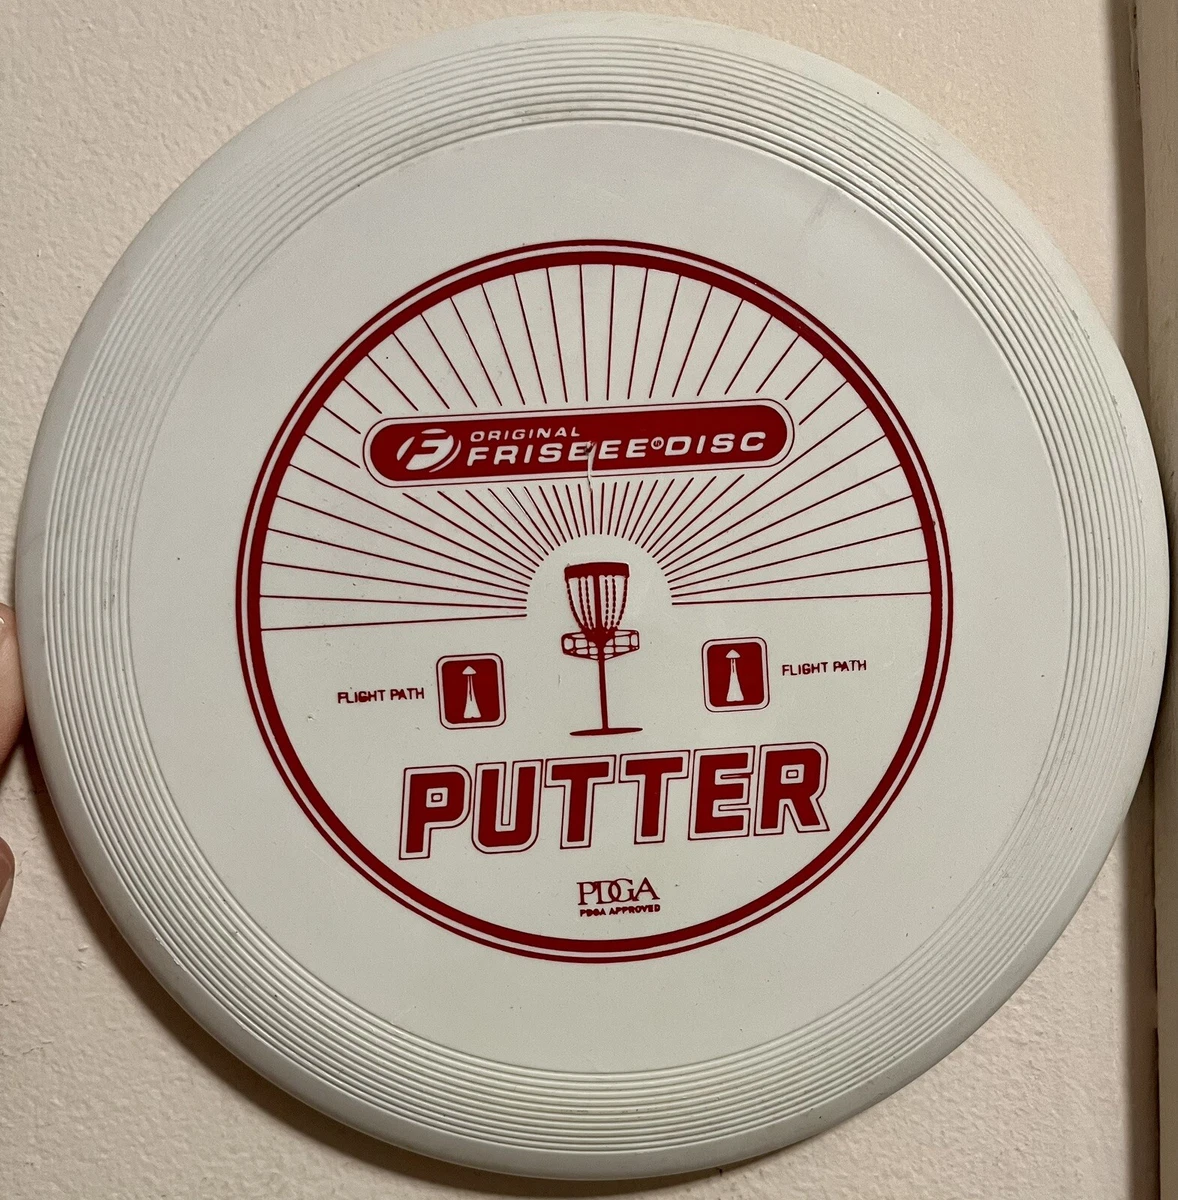 ORIGINAL
FRISBEE® DISC
FLIGHT PATH
FLIGHT PATH
PUTTER
PDGA
PDGA APPROVED